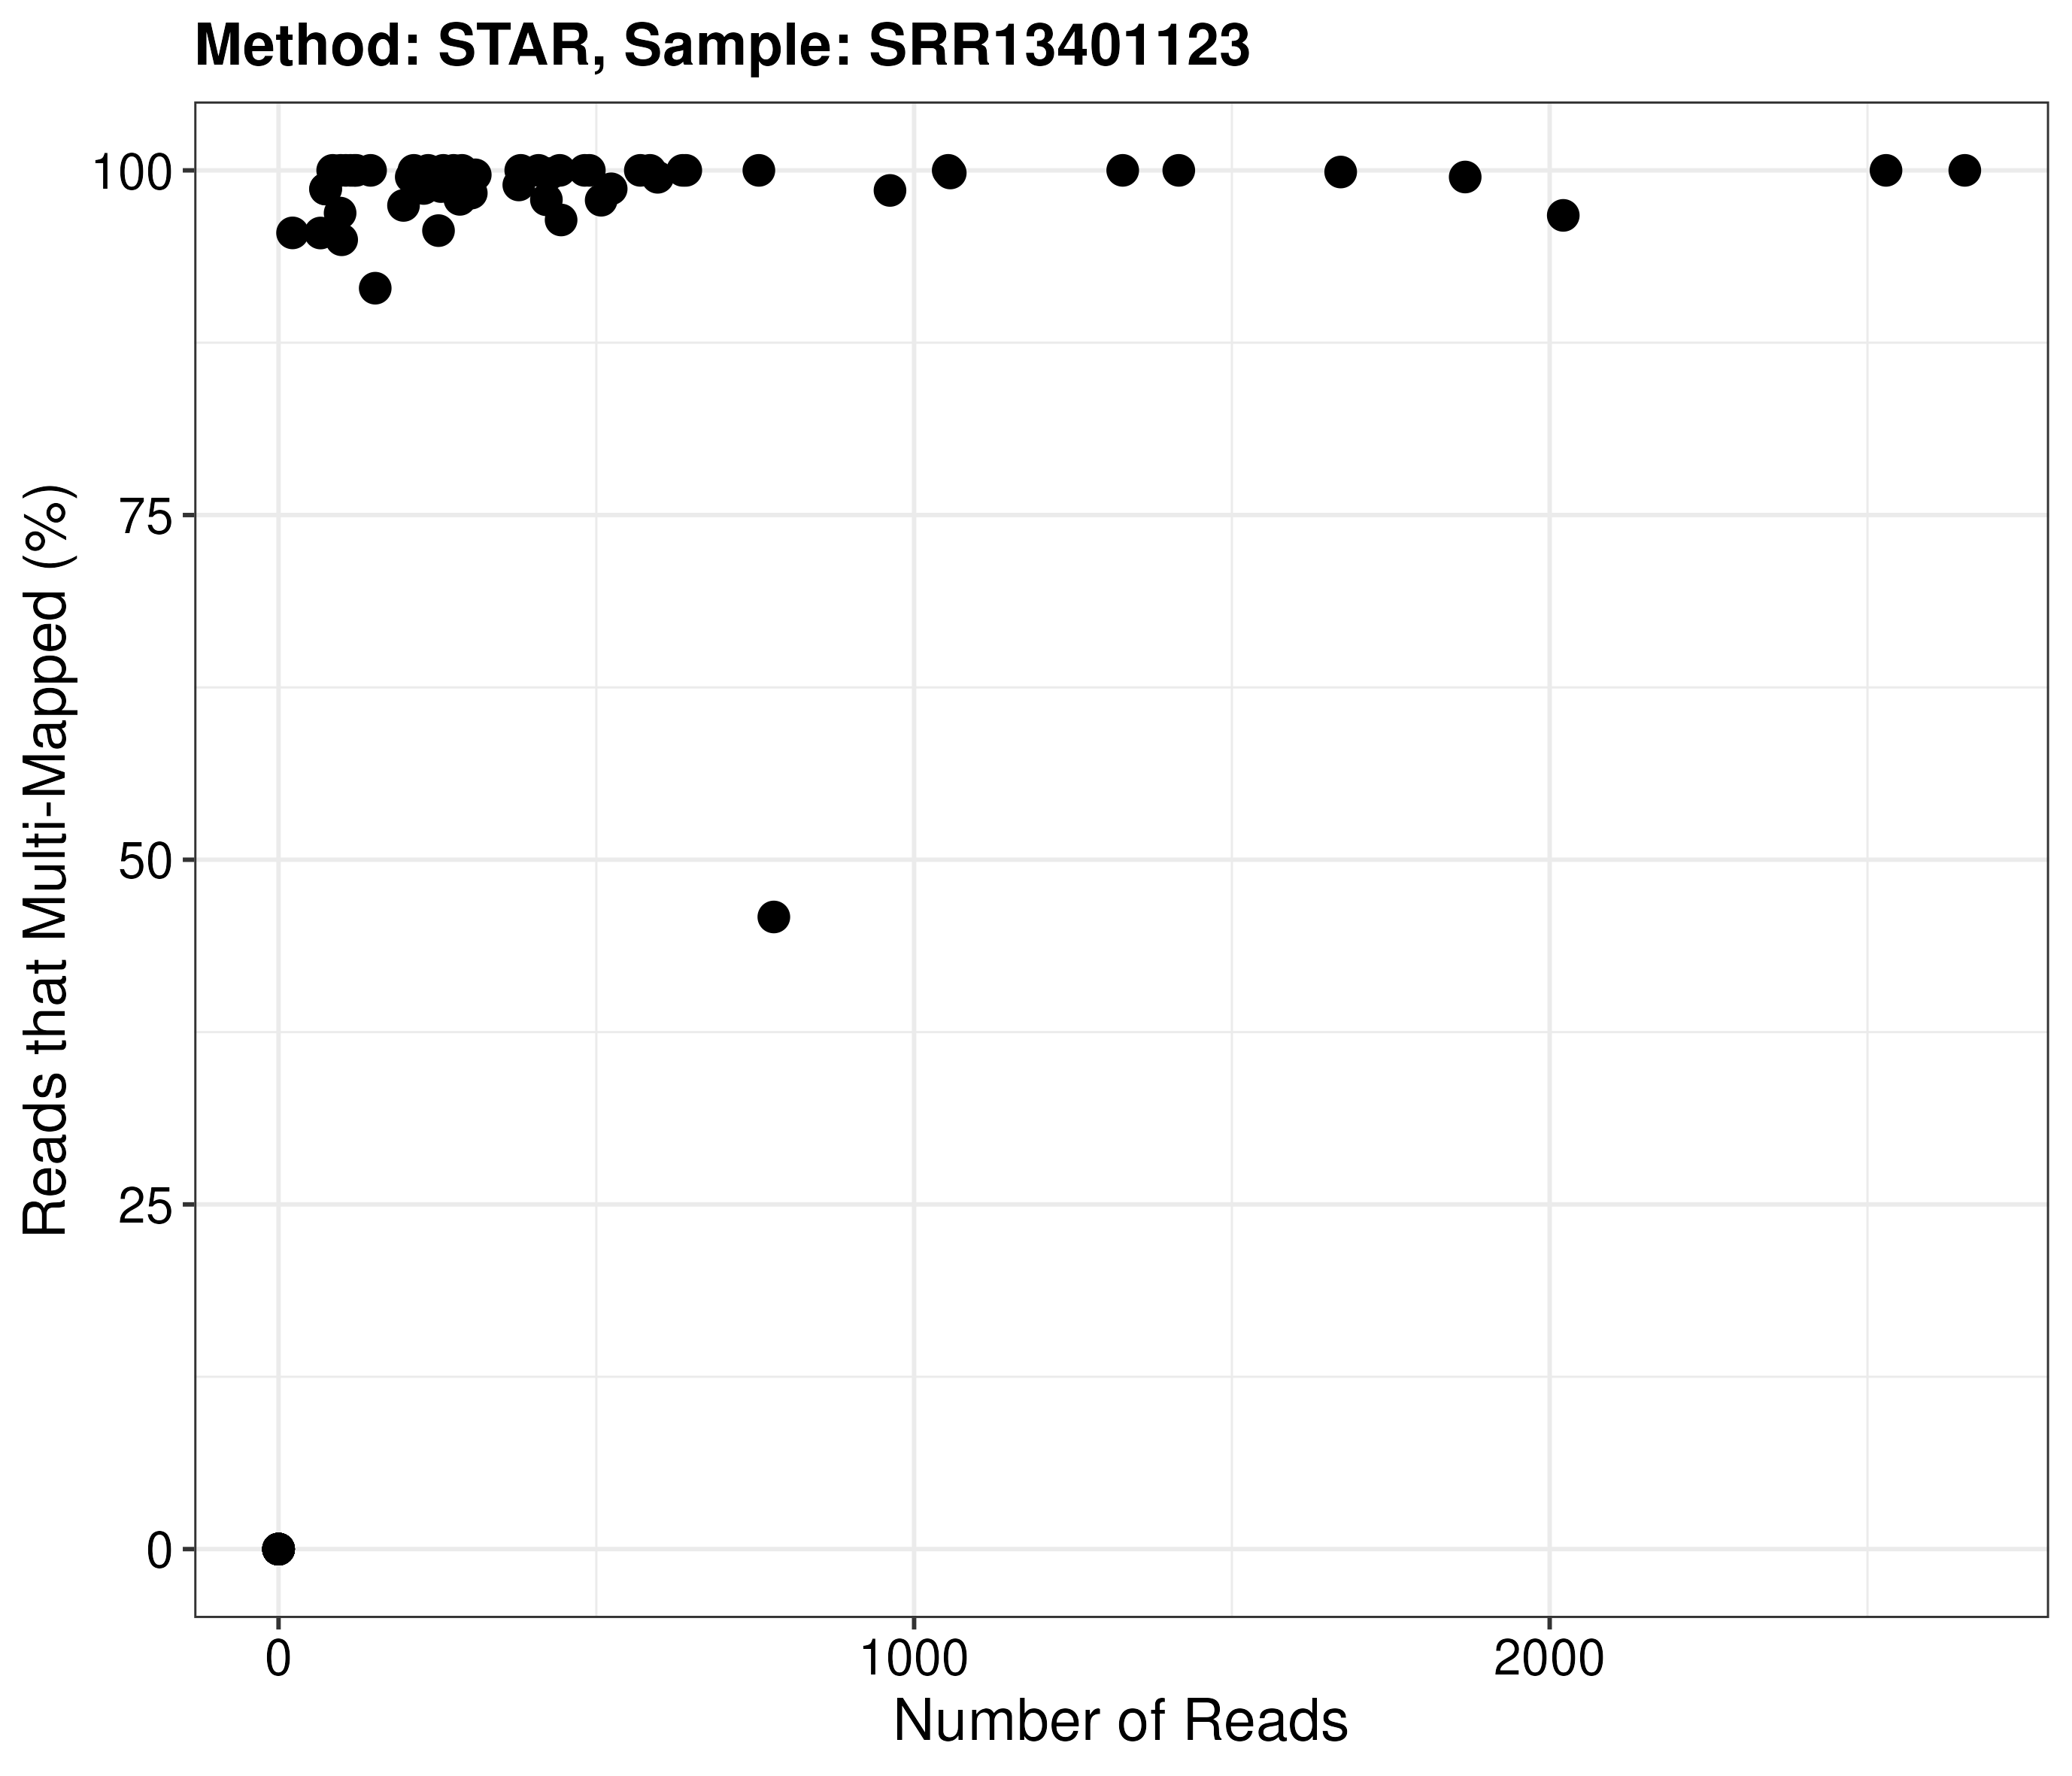 Method: STAR, Sample: SRR13401123
Reads that Multi-Mapped (%)
100
75
50
25
0
0 1000 2000
Number of Reads